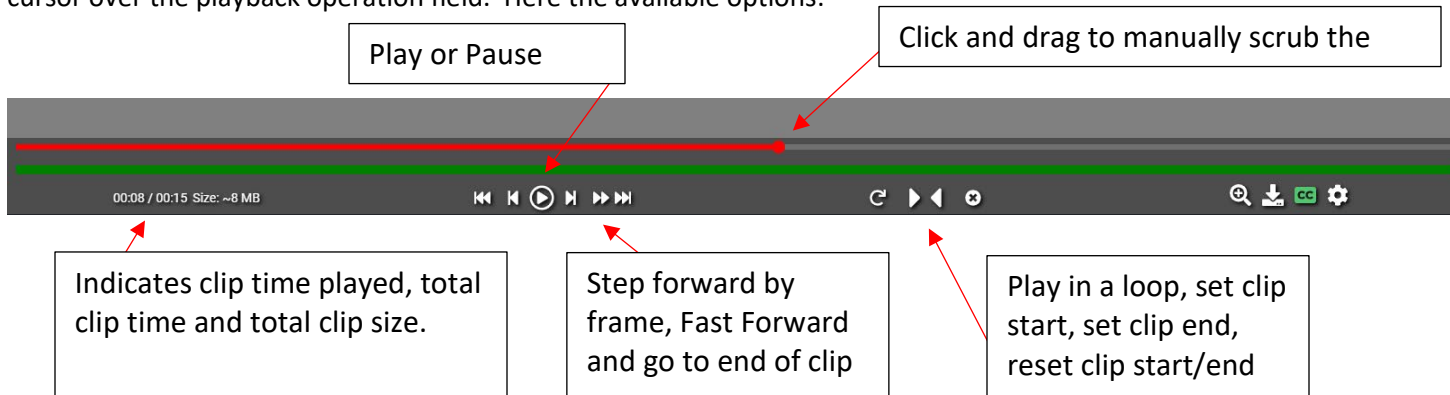 cursor over the playback operation field. Here the available options:
Play or Pause
Click and drag to manually scrub the
00:08 / 00:15 Size: ~8 MB
CC
Indicates clip time played, total
clip time and total clip size.
Step forward by
frame, Fast Forward
and go to end of clip
Play in a loop, set clip
start, set clip end,
reset clip start/end